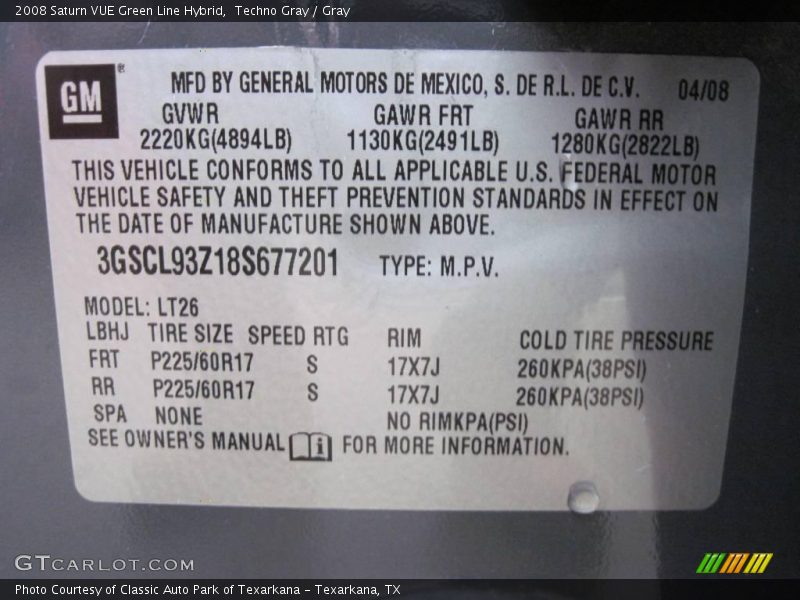 2008 Saturn VUE Green Line Hybrid,  Techno Gray / Gray
GM®
MFD BY GENERAL MOTORS DE MEXICO, S. DE R.L. DE C.V. 04/08
GVWR GAWR FRT GAWR RR
2220KG(4894LB) 1130KG(2491LB) 1280KG(2822LB)
THIS VEHICLE CONFORMS TO ALL APPLICABLE U.S. FEDERAL MOTOR
VEHICLE SAFETY AND THEFT PREVENTION STANDARDS IN EFFECT ON
THE DATE OF MANUFACTURE SHOWN ABOVE.
3GSCL93Z18S677201 TYPE: M.P.V.
MODEL: LT26
LBHJ TIRE SIZE SPEED RTG RIM COLD TIRE PRESSURE
FRT P225/60R17 S 17X7J 260KPA(38PSI)
RR P225/60R17 S 17X7J 260KPA(38PSI)
SPA NONE NO RIMKPA(PSI)
SEE OWNER'S MANUAL i FOR MORE INFORMATION.
GTCARLOT.COM
Photo Courtesy of Classic Auto Park of Texarkana – Texarkana, TX